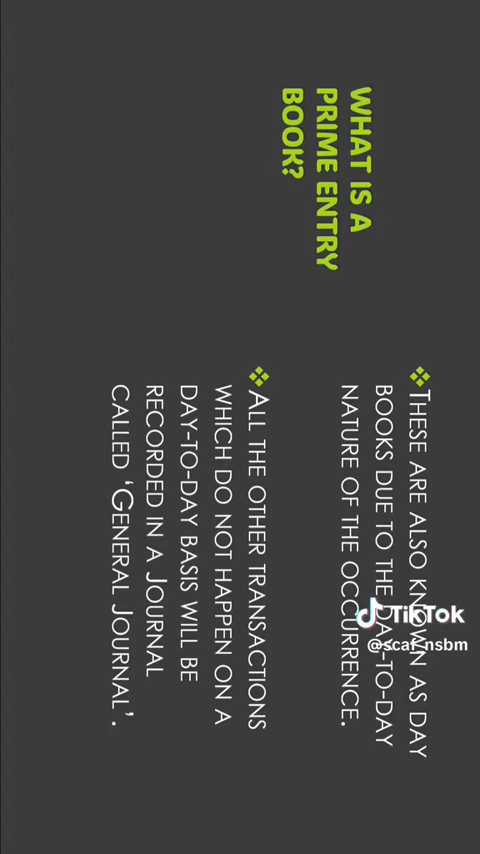 WHAT IS A
PRIME ENTRY
BOOK?
❖THESE ARE ALSO KNOWN AS DAY
BOOKS DUE TO THE DAY-TO-DAY
NATURE OF THE OCCURRENCE.
❖ALL THE OTHER TRANSACTIONS
WHICH DO NOT HAPPEN ON A
DAY-TO-DAY BASIS WILL BE
RECORDED IN A JOURNAL
CALLED ‘GENERAL JOURNAL’.
TikTok
@scaf_nsbm